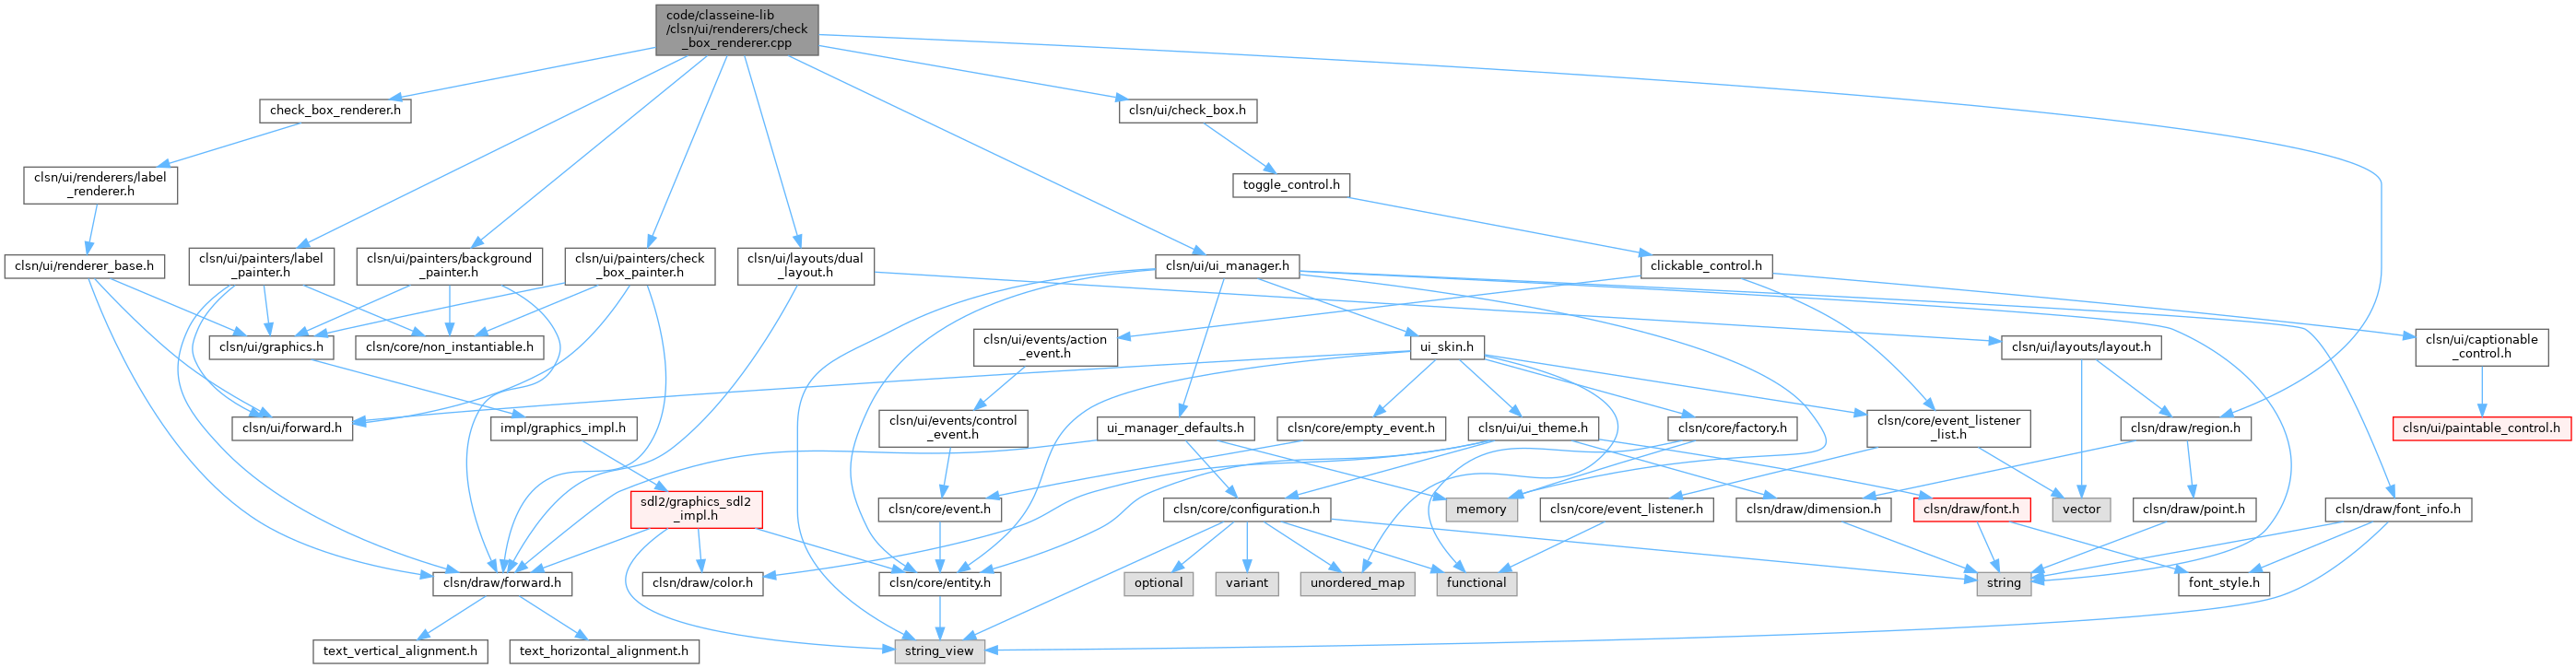 code/classeine-lib
/clsn/ui/renderers/check
_box_renderer.cpp
check_box_renderer.h
clsn/ui/check_box.h
clsn/ui/renderers/label
_renderer.h
toggle_control.h
clsn/ui/renderer_base.h
clsn/ui/painters/label
_painter.h
clsn/ui/painters/background
_painter.h
clsn/ui/painters/check
_box_painter.h
clsn/ui/layouts/dual
_layout.h
clsn/ui/ui_manager.h
clickable_control.h
clsn/ui/graphics.h
clsn/core/non_instantiable.h
clsn/ui/events/action
_event.h
ui_skin.h
clsn/ui/layouts/layout.h
clsn/ui/captionable
_control.h
clsn/ui/forward.h
impl/graphics_impl.h
clsn/ui/events/control
_event.h
ui_manager_defaults.h
clsn/core/empty_event.h
clsn/ui/ui_theme.h
clsn/core/factory.h
clsn/core/event_listener
_list.h
clsn/draw/region.h
clsn/ui/paintable_control.h
sdl2/graphics_sdl2
_impl.h
clsn/core/event.h
clsn/core/configuration.h
memory
clsn/core/event_listener.h
clsn/draw/dimension.h
clsn/draw/font.h
vector
clsn/draw/point.h
clsn/draw/font_info.h
clsn/draw/forward.h
clsn/draw/color.h
clsn/core/entity.h
optional
variant
unordered_map
functional
string
font_style.h
text_vertical_alignment.h
text_horizontal_alignment.h
string_view